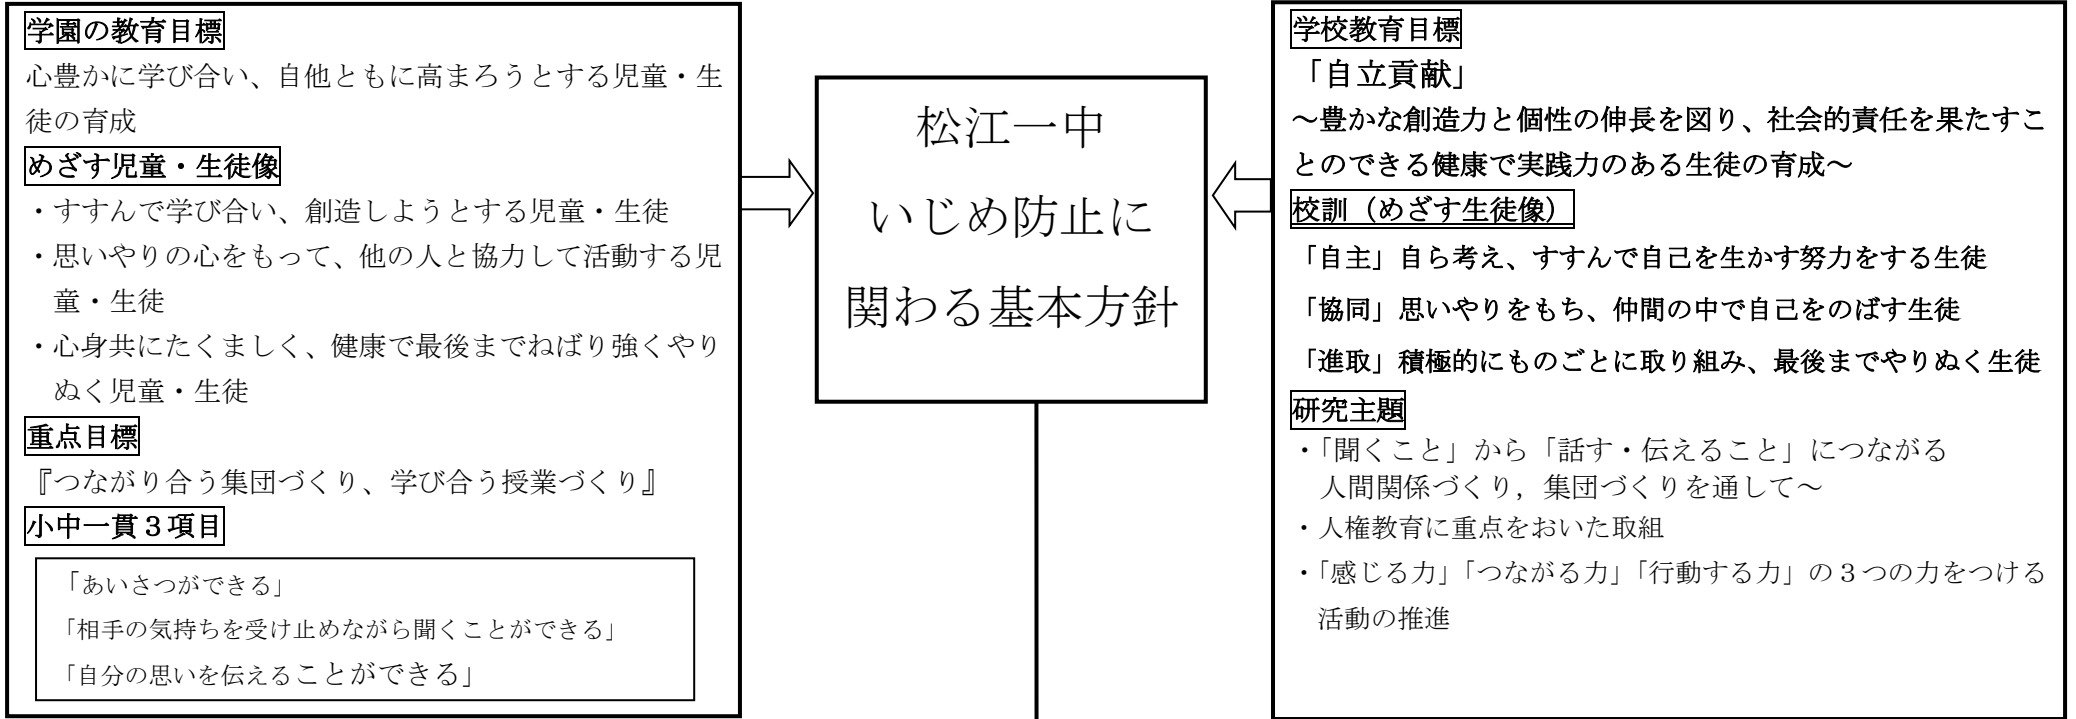 学園の教育目標
心豊かに学び合い、自他ともに高まろうとする児童・生
徒の育成
めざす児童・生徒像
・すすんで学び合い、創造しようとする児童・生徒
・思いやりの心をもって、他の人と協力して活動する児
童・生徒
・心身共にたくましく、健康で最後までねばり強くやり
ぬく児童・生徒
重点目標
『つながり合う集団づくり、学び合う授業づくり』
小中一貫３項目
「あいさつができる」
「相手の気持ちを受け止めながら聞くことができる」
「自分の思いを伝えることができる」
松江一中
いじめ防止に
関わる基本方針
学校教育目標
「自立貢献」
～豊かな創造力と個性の伸長を図り、社会的責任を果たすこ
とのできる健康で実践力のある生徒の育成～
校訓（めざす生徒像）
「自主」自ら考え、すすんで自己を生かす努力をする生徒
「協同」思いやりをもち、仲間の中で自己をのばす生徒
「進取」積極的にものごとに取り組み、最後までやりぬく生徒
研究主題
・「聞くこと」から「話す・伝えること」につながる
人間関係づくり，集団づくりを通して～
・人権教育に重点をおいた取組
・「感じる力」「つながる力」「行動する力」の３つの力をつける
活動の推進